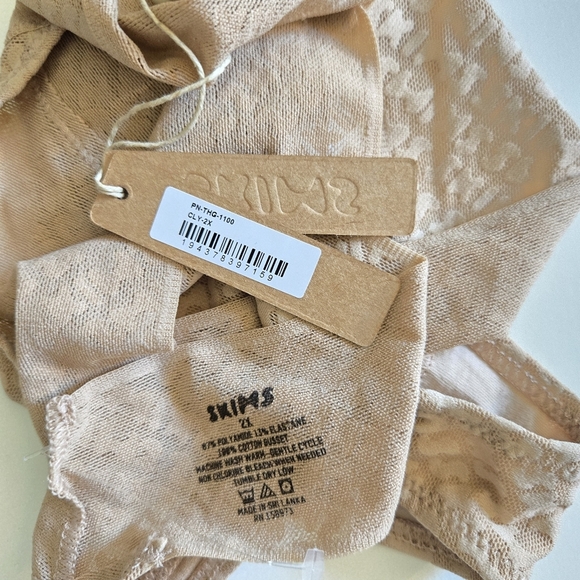 SKIMS
PN-THG-1100
CLY-2X
194378397159
SKIMS
2X
87% POLYAMIDE 13% ELASTANE
100% COTTON GUSSET
MACHINE WASH WARM-GENTLE CYCLE
NON CHLORINE BLEACH WHEN NEEDED
TUMBLE DRY LOW
MADE IN SRI LANKA
RN 158973